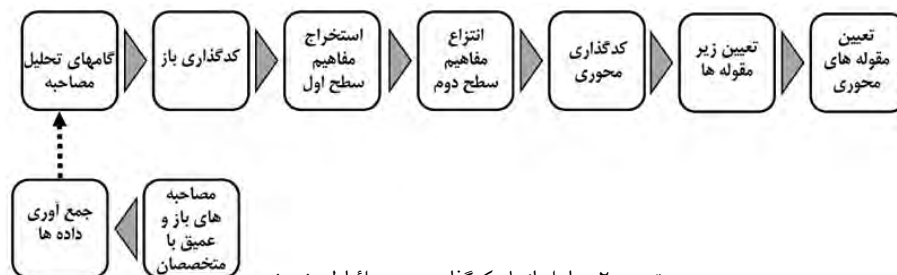 گامهای تحلیل
مصاحبه
کدگذاری باز
استخراج
مفاهیم
سطح اول
انتزاع
مفاهیم
سطح دوم
کدگذاری
محوری
تعیین زیر
مقوله ها
تعیین
مقوله های
محوری
جمع آوری
داده ها
مصاحبه
های باز و
عمیق با
متخصصان